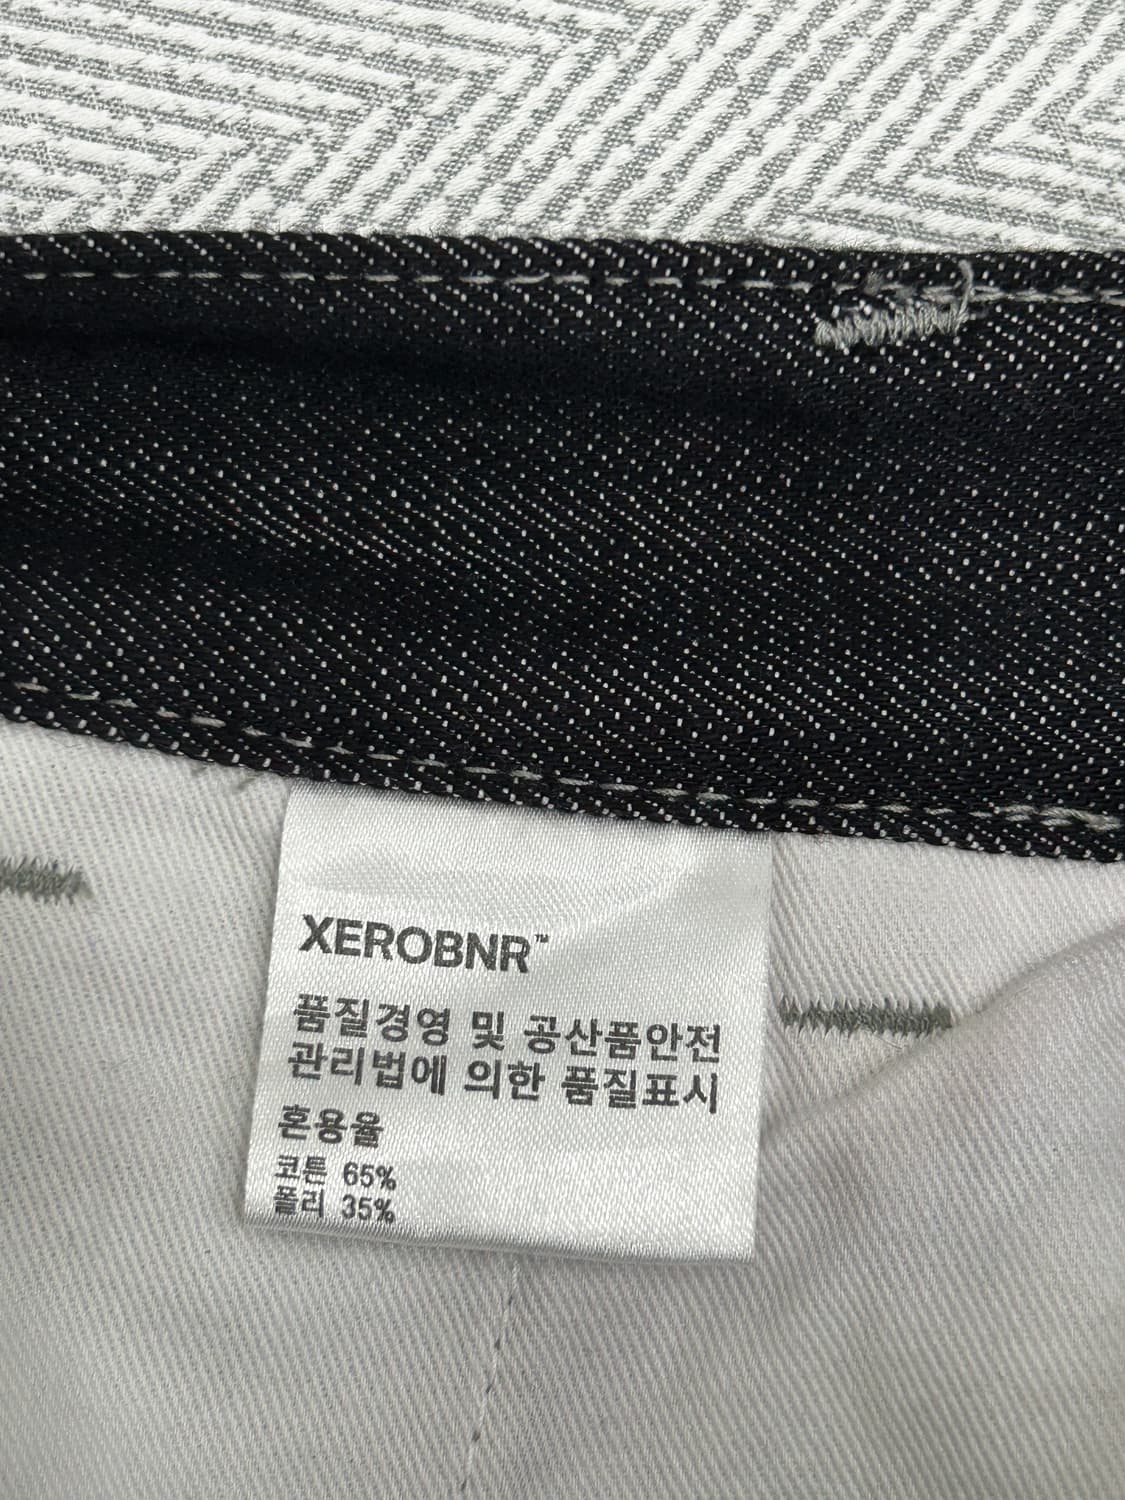 XEROBNR™
품질경영 및 공산품안전
관리법에 의한 품질표시
혼용율
코튼 65%
폴리 35%